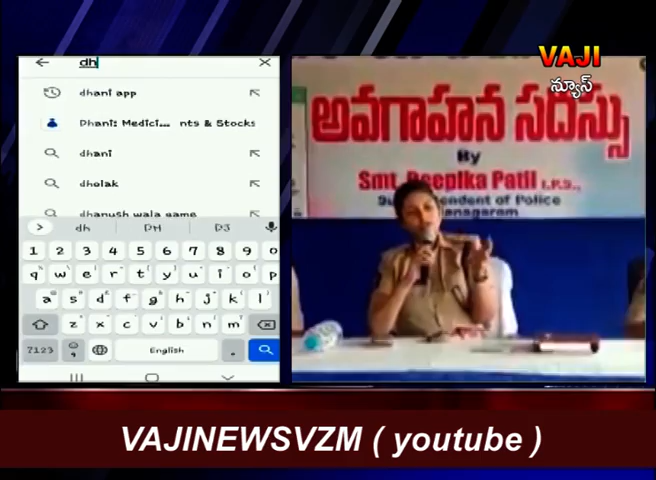 VAJI
న్యూస్
dh
dhani app
Dhani: Medici... nts & Stocks
dhani
dholak
dhanush wala game
dh DH DJ
1 2 3 4 5 6 7 8 9 0
q w e r t y u i o p
a s d f g h j k l
z x c v b n m
?123 English .
అవగాహన సదస్సు
By
Smt. Deepika Patil I.P.S.,
of Police
VAJINEWSVZM ( youtube )